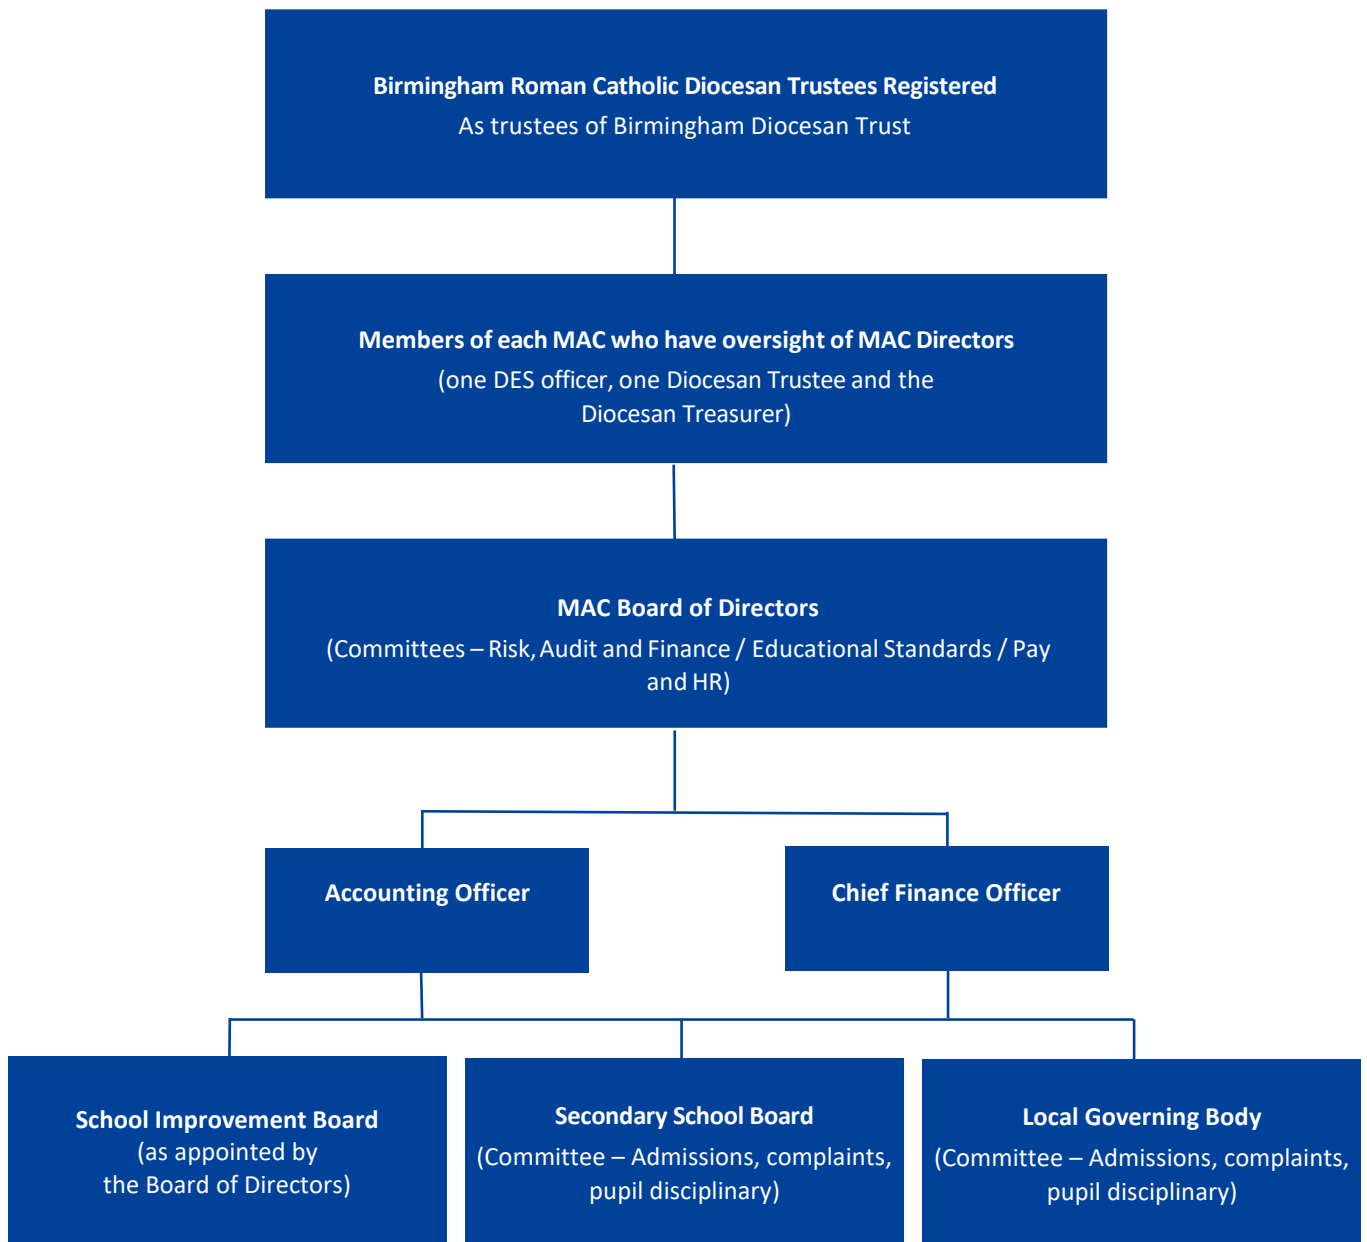 Birmingham Roman Catholic Diocesan Trustees Registered
As trustees of Birmingham Diocesan Trust
Members of each MAC who have oversight of MAC Directors
(one DES officer, one Diocesan Trustee and the
Diocesan Treasurer)
MAC Board of Directors
(Committees – Risk, Audit and Finance / Educational Standards / Pay
and HR)
Accounting Officer
Chief Finance Officer
School Improvement Board
(as appointed by
the Board of Directors)
Secondary School Board
(Committee – Admissions, complaints,
pupil disciplinary)
Local Governing Body
(Committee – Admissions, complaints,
pupil disciplinary)